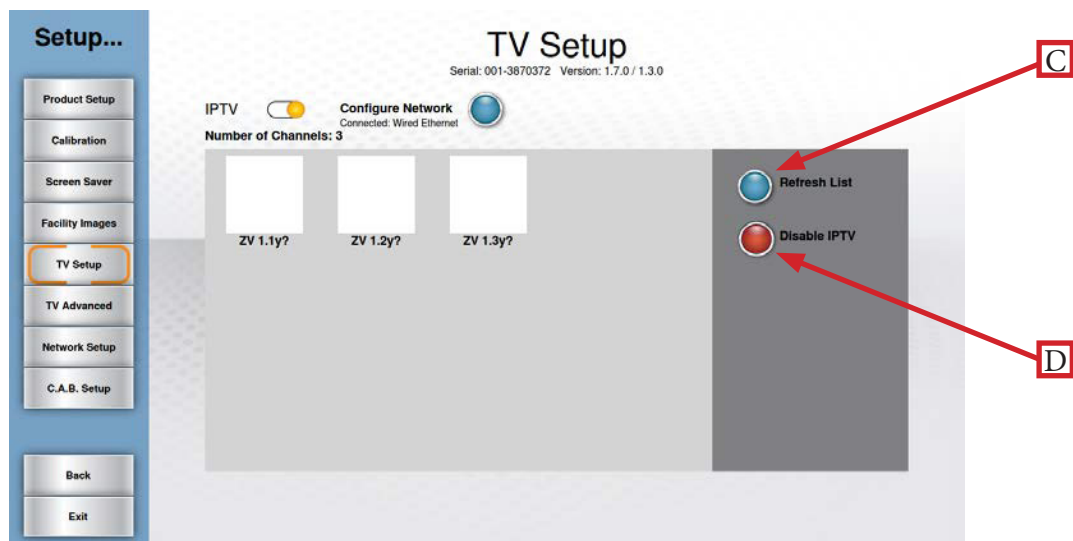 Setup...
Product Setup
Calibration
Screen Saver
Facility Images
TV Setup
TV Advanced
Network Setup
C.A.B. Setup
Back
Exit
TV Setup
Serial: 001-3870372 Version: 1.7.0 / 1.3.0
IPTV
Configure Network
Connected: Wired Ethernet
Number of Channels: 3
ZV 1.1y?
ZV 1.2y?
ZV 1.3y?
Refresh List
Disable IPTV
C
D